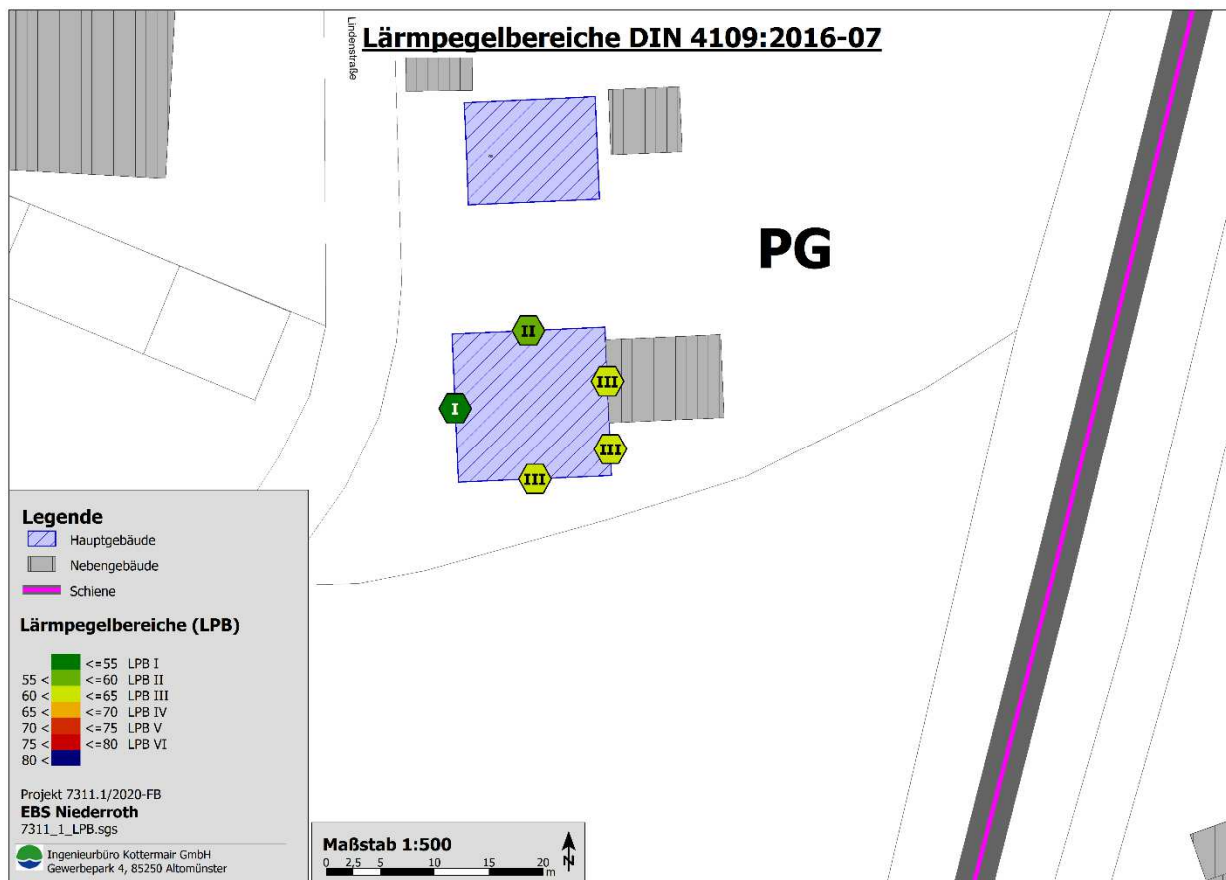 Lärmpegelbereiche DIN 4109:2016-07
Lindenstraße
PG
II
III
I
III
III
Legende
Hauptgebäude
Nebengebäude
Schiene
Lärmpegelbereiche (LPB)
<=55 LPB I
55 < <=60 LPB II
60 < <=65 LPB III
65 < <=70 LPB IV
70 < <=75 LPB V
75 < <=80 LPB VI
80 <
Projekt 7311.1/2020-FB
EBS Niederroth
7311_1_LPB.sgs
Ingenieurbüro Kottermair GmbH
Gewerbepark 4, 85250 Altomünster
Maßstab 1:500
0 2,5 5 10 15 20
m
N